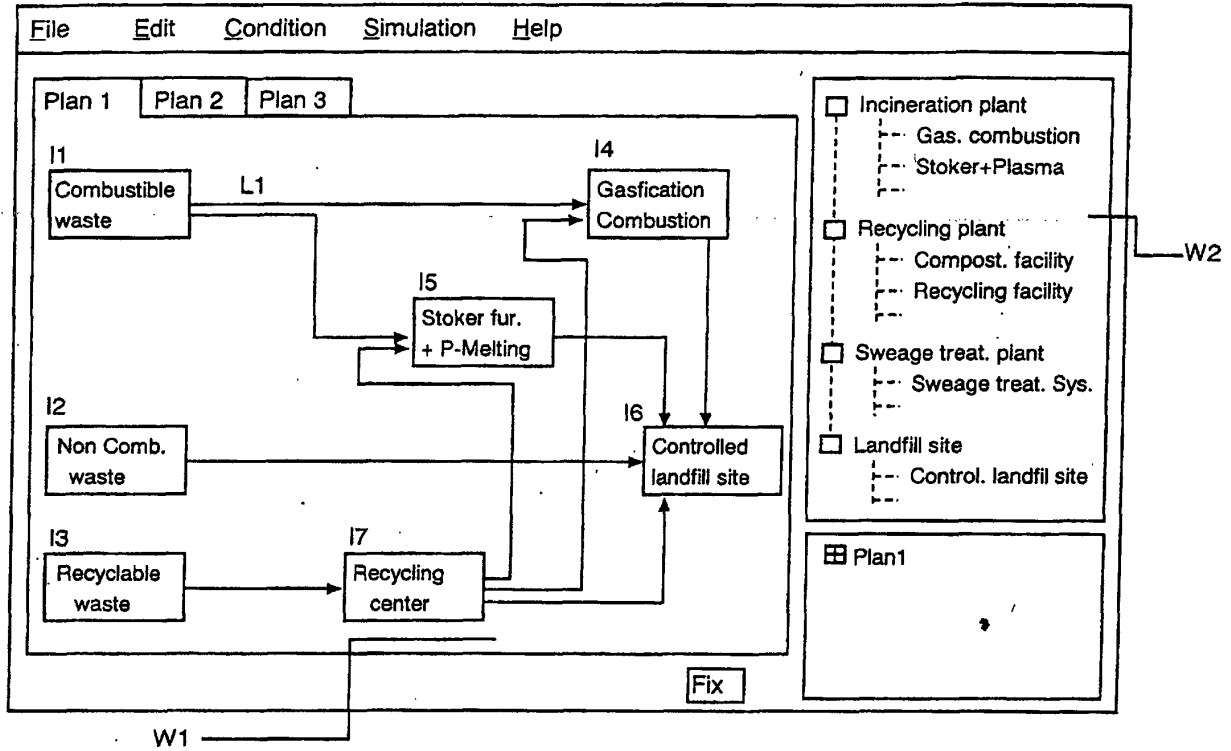 File Edit Condition Simulation Help
Plan 1 Plan 2 Plan 3
I1
Combustible
waste
L1
I4
Gasfication
Combustion
I5
Stoker fur.
+ P-Melting
I2
Non Comb.
waste
I6
Controlled
landfill site
I3
Recyclable
waste
I7
Recycling
center
Fix
W1
Incineration plant
Gas. combustion
Stoker+Plasma
Recycling plant
Compost. facility
Recycling facility
Sweage treat. plant
Sweage treat. Sys.
Landfill site
Control. landfil site
W2
Plan1